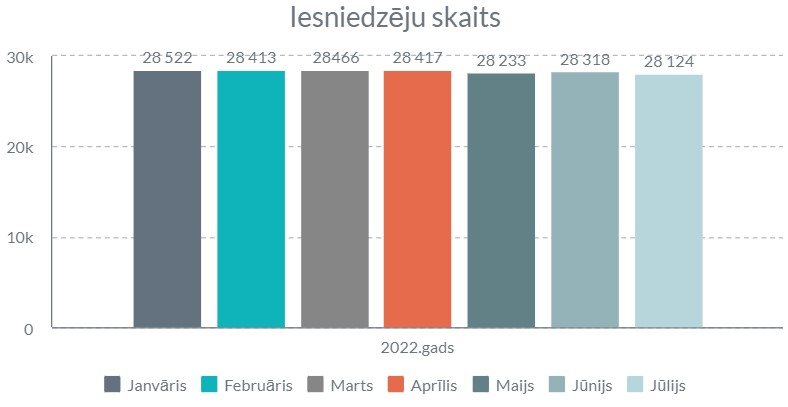 Iesniedzēju skaits
30k
28 522 28 413 28466 28 417 28 233 28 318 28 124
20k
10k
0
2022.gads
Janvāris Februāris Marts Aprīlis Maijs Jūnijs Jūlijs